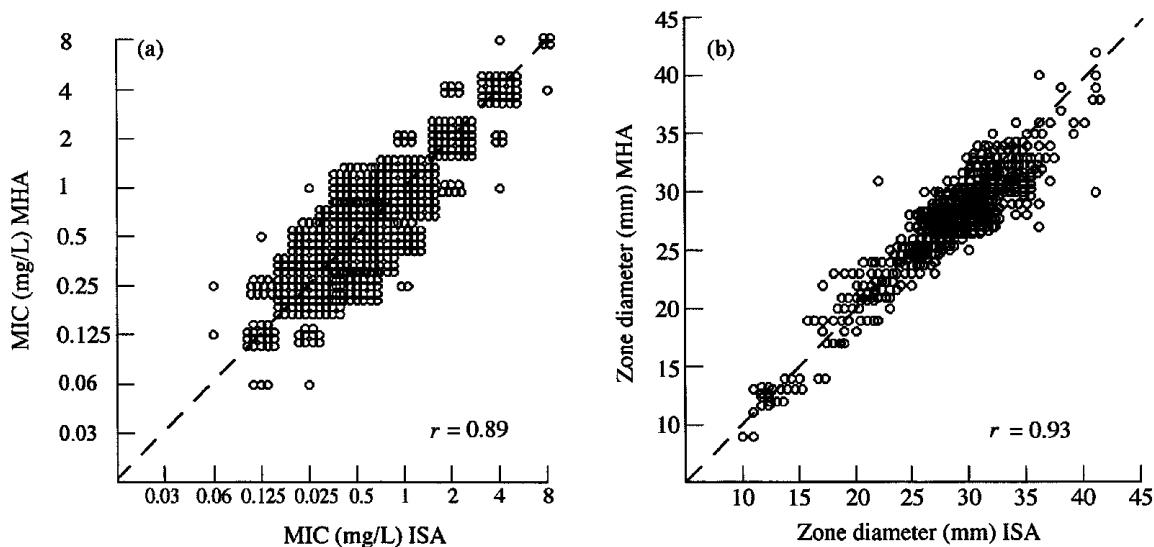 (a)
MIC (mg/L) MHA
8
4
2
1
0.5
0.25
0.125
0.06
0.03
r = 0.89
0.03 0.06 0.125 0.025 0.5 1 2 4 8
MIC (mg/L) ISA
(b)
Zone diameter (mm) MHA
45
40
35
30
25
20
15
10
r = 0.93
10 15 20 25 30 35 40 45
Zone diameter (mm) ISA